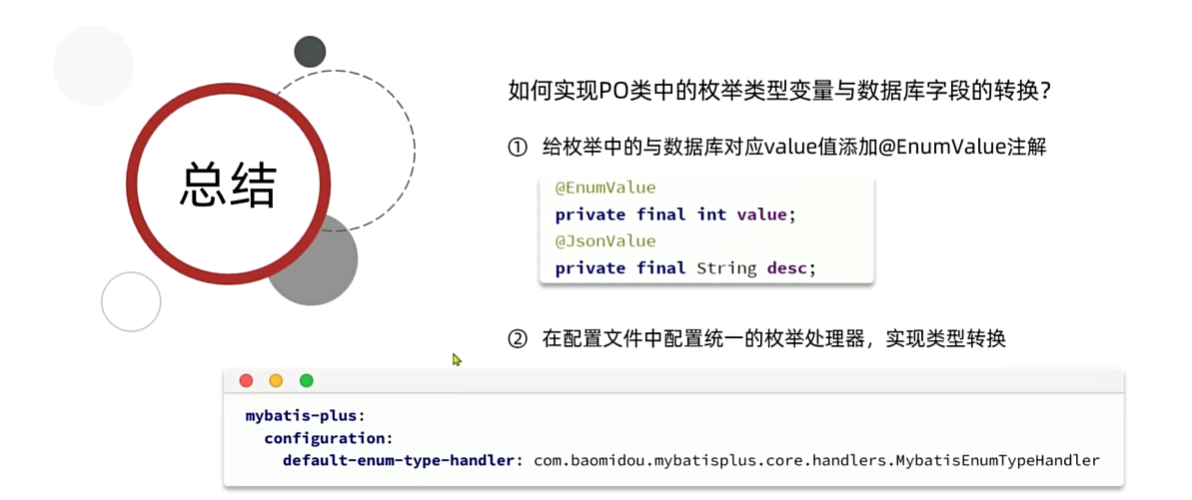 总结
如何实现PO类中的枚举类型变量与数据库字段的转换？
① 给枚举中的与数据库对应value值添加@EnumValue注解
@EnumValue
private final int value;
@JsonValue
private final String desc;
② 在配置文件中配置统一的枚举处理器，实现类型转换
mybatis-plus:
  configuration:
    default-enum-type-handler: com.baomidou.mybatisplus.core.handlers.MybatisEnumTypeHandler